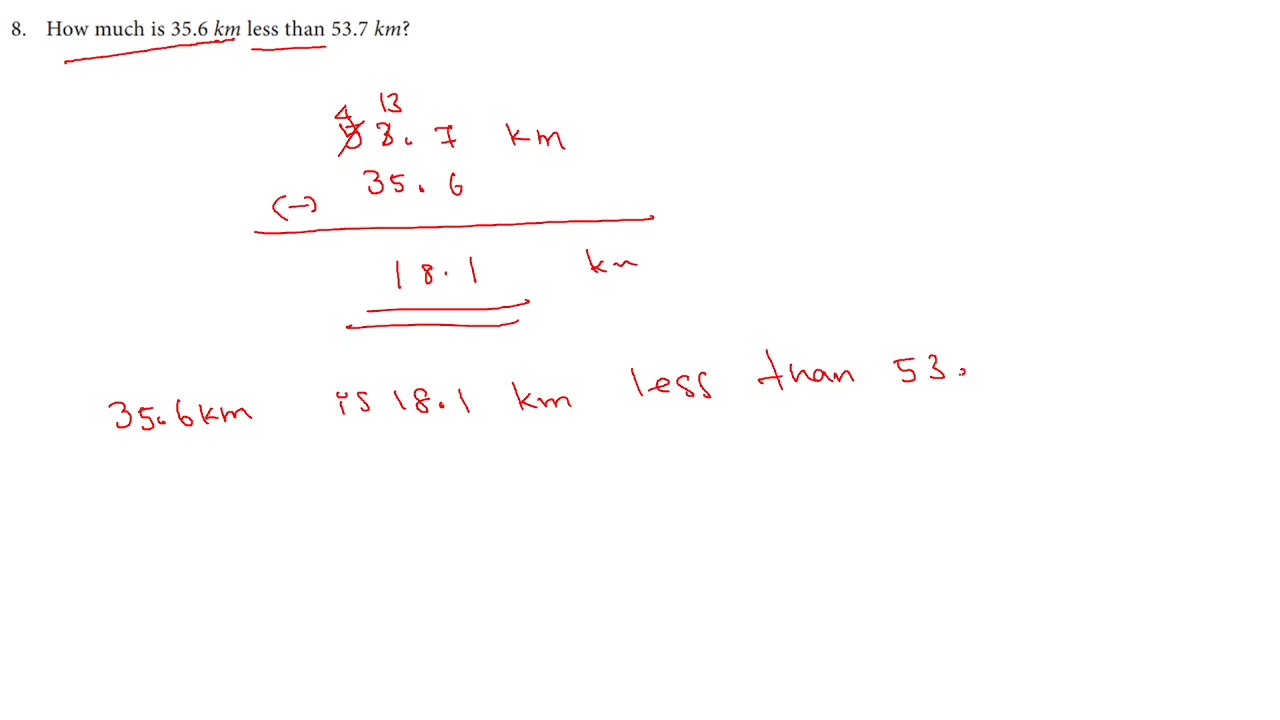 8. How much is 35.6 km less than 53.7 km?
4 13
53.7 km
(-) 35.6
18.1 km
35.6km is 18.1 km less than 53.